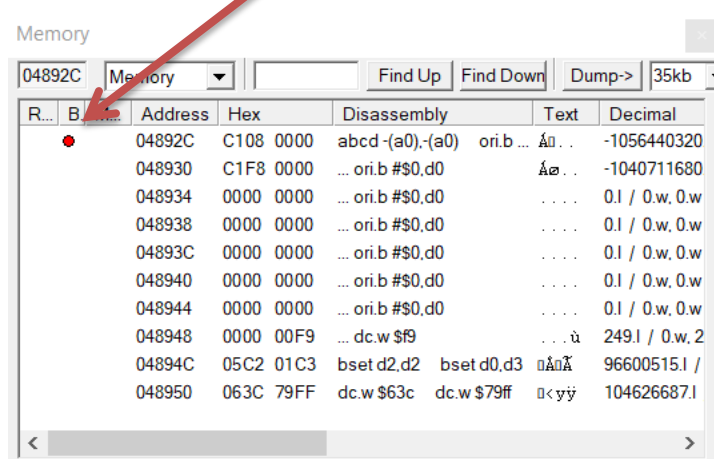 Memory
04892C Memory Find Up Find Down Dump-> 35kb
R... B. M... Address Hex Disassembly Text Decimal
04892C C108 0000 abcd -(a0),-(a0) ori.b ... Á▯. . -1056440320
048930 C1F8 0000 ... ori.b #$0,d0 Áø. . -1040711680
048934 0000 0000 ... ori.b #$0,d0 . . . . 0.l / 0.w, 0.w
048938 0000 0000 ... ori.b #$0,d0 . . . . 0.l / 0.w, 0.w
04893C 0000 0000 ... ori.b #$0,d0 . . . . 0.l / 0.w, 0.w
048940 0000 0000 ... ori.b #$0,d0 . . . . 0.l / 0.w, 0.w
048944 0000 0000 ... ori.b #$0,d0 . . . . 0.l / 0.w, 0.w
048948 0000 00F9 ... dc.w $f9 . . . ù 249.l / 0.w, 2
04894C 05C2 01C3 bset d2,d2 bset d0,d3 ▯Â▯Ã 96600515.l /
048950 063C 79FF dc.w $63c dc.w $79ff ▯<yÿ 104626687.l